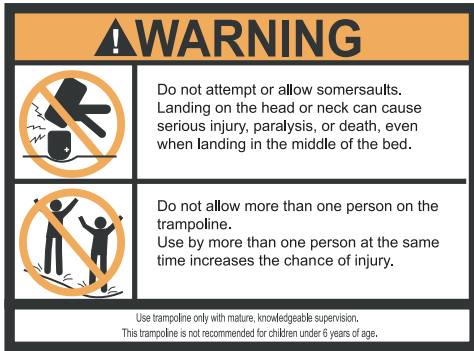 WARNING
Do not attempt or allow somersaults.
Landing on the head or neck can cause
serious injury, paralysis, or death, even
when landing in the middle of the bed.
Do not allow more than one person on the
trampoline.
Use by more than one person at the same
time increases the chance of injury.
Use trampoline only with mature, knowledgeable supervision.
This trampoline is not recommended for children under 6 years of age.